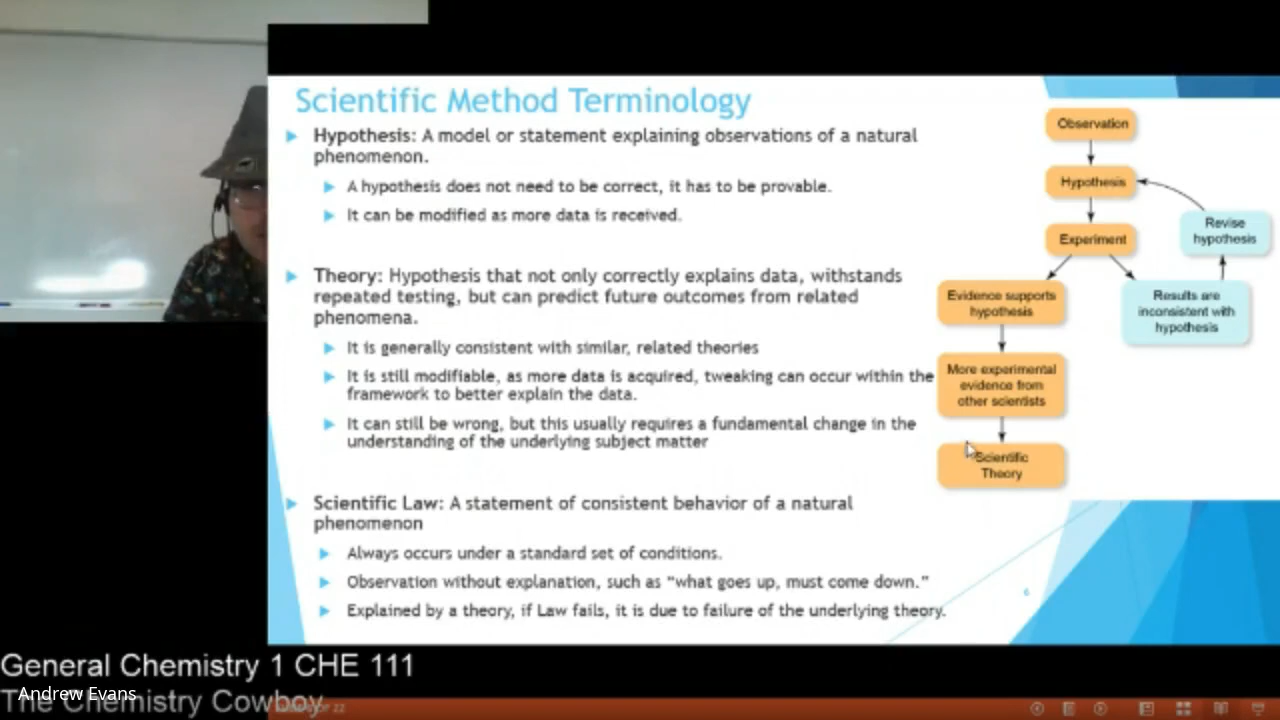 Scientific Method Terminology
Hypothesis: A model or statement explaining observations of a natural
phenomenon.
A hypothesis does not need to be correct, it has to be provable.
It can be modified as more data is received.
Theory: Hypothesis that not only correctly explains data, withstands
repeated testing, but can predict future outcomes from related
phenomena.
It is generally consistent with similar, related theories
It is still modifiable, as more data is acquired, tweaking can occur within the
framework to better explain the data.
It can still be wrong, but this usually requires a fundamental change in the
understanding of the underlying subject matter
Scientific Law: A statement of consistent behavior of a natural
phenomenon
Always occurs under a standard set of conditions.
Observation without explanation, such as "what goes up, must come down."
Explained by a theory, if Law fails, it is due to failure of the underlying theory.
Observation
Hypothesis
Experiment
Revise
hypothesis
Evidence supports
hypothesis
Results are
inconsistent with
hypothesis
More experimental
evidence from
other scientists
Scientific
Theory
6
General Chemistry 1 CHE 111
Andrew Evans
The Chemistry Cowboy
OF 22